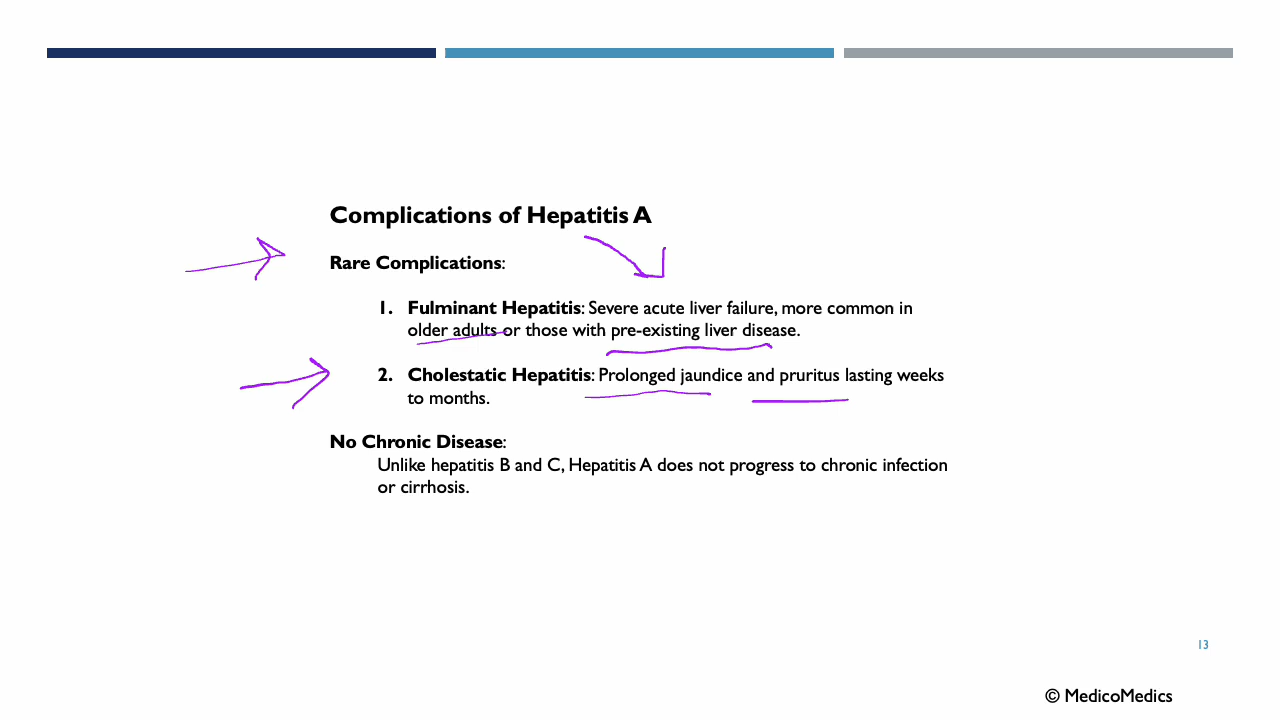 Complications of Hepatitis A
Rare Complications:
1. Fulminant Hepatitis: Severe acute liver failure, more common in
older adults or those with pre-existing liver disease.
2. Cholestatic Hepatitis: Prolonged jaundice and pruritus lasting weeks
to months.
No Chronic Disease:
Unlike hepatitis B and C, Hepatitis A does not progress to chronic infection
or cirrhosis.
13
© MedicoMedics